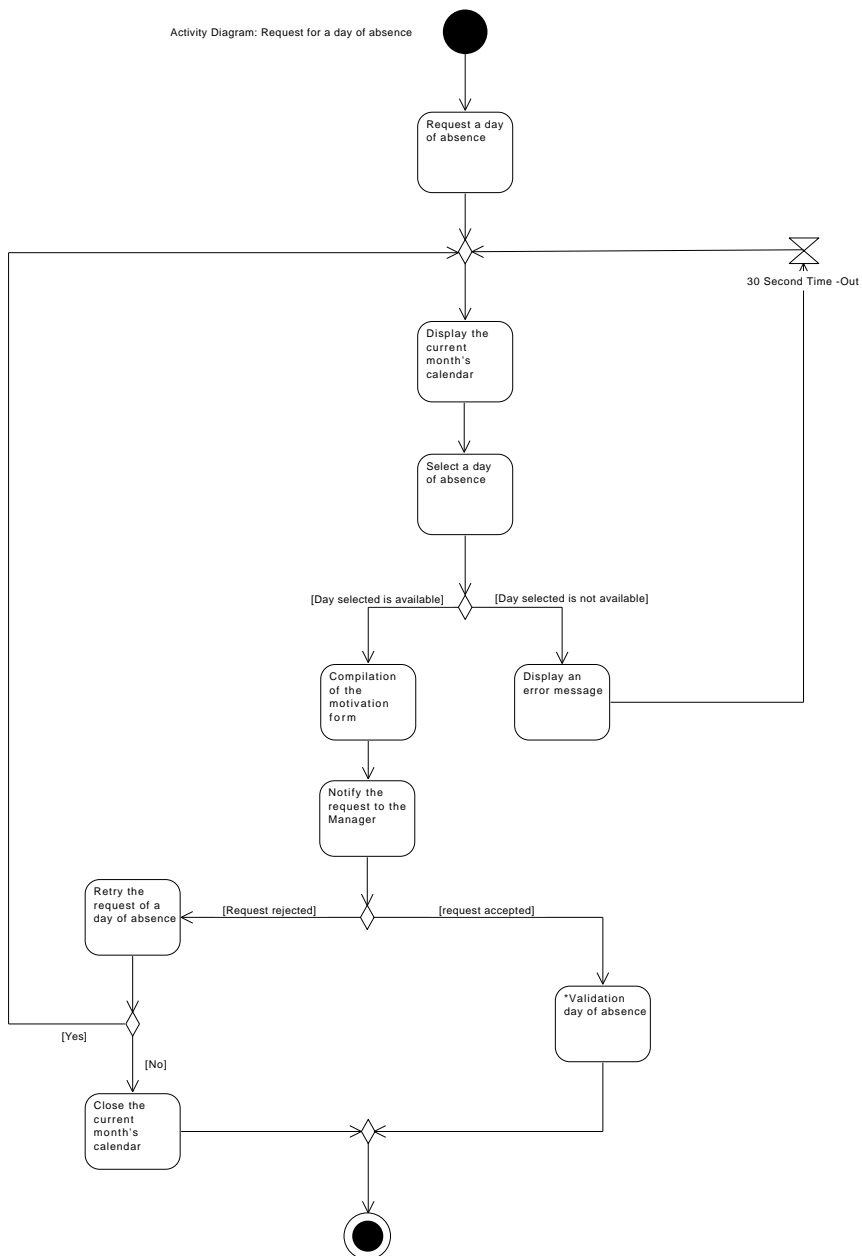 Activity Diagram: Request for a day of absence
Request a day
of absence
30 Second Time -Out
Display the
current
month's
calendar
Select a day
of absence
[Day selected is available]
[Day selected is not available]
Compilation
of the
motivation
form
Display an
error message
Notify the
request to the
Manager
Retry the
request of a
day of absence
[Request rejected]
[request accepted]
*Validation
day of absence
[Yes]
[No]
Close the
current
month's
calendar